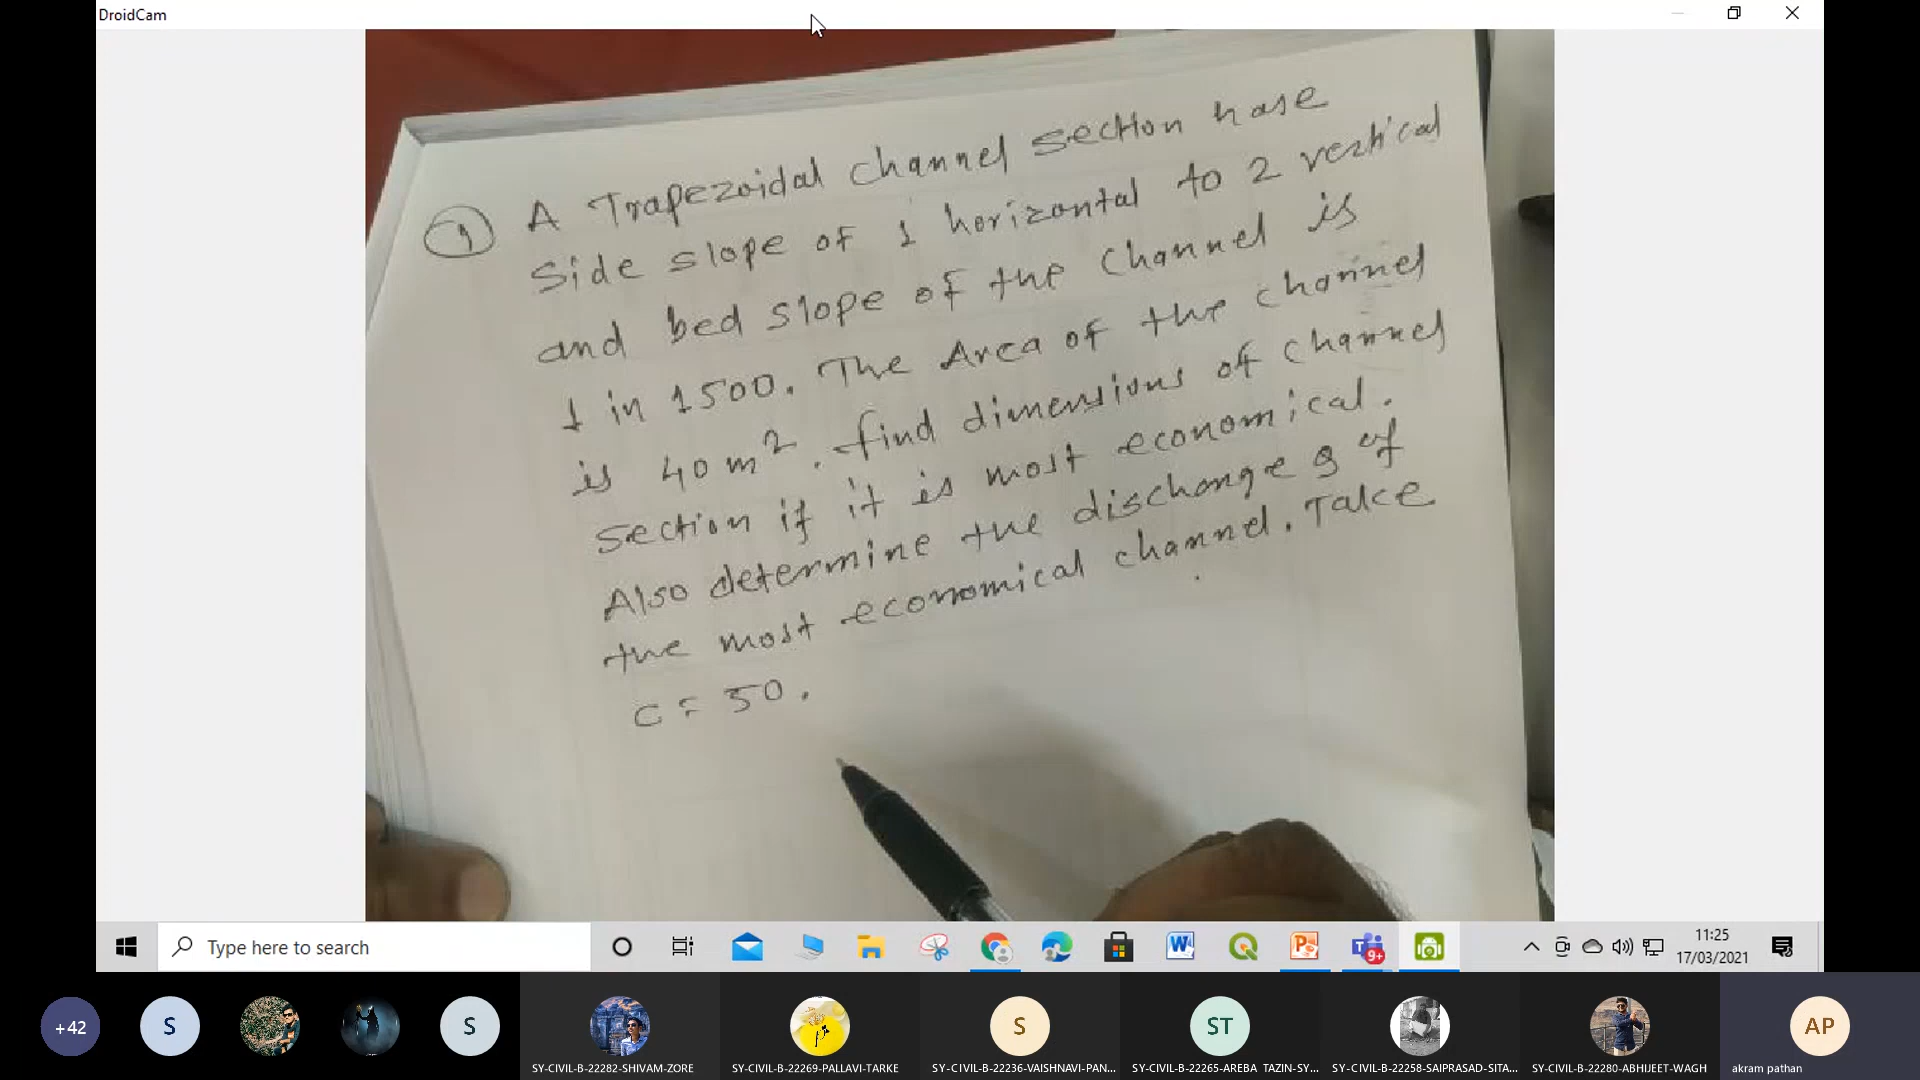 DroidCam
1 A Trapezoidal channel section hase
side slope of 1 horizontal to 2 vertical
and bed slope of the channel is
1 in 1500. The Area of the channel
is 40 m². find dimensions of channel
section if it is most economical.
Also determine the discharge of
the most economical channel. Take
C = 50.
Type here to search
9+
11:25
17/03/2021
+42
S
S
S
ST
AP
SY-CIVIL-B-22282-SHIVAM-ZORE
SY-CIVIL-B-22269-PALLAVI-TARKE
SY-CIVIL-B-22236-VAISHNAVI-PAN...
SY-CIVIL-B-22265-AREBA TAZIN-SY...
SY-CIVIL-B-22258-SAIPRASAD-SITA...
SY-CIVIL-B-22280-ABHIJEET-WAGH
akram pathan